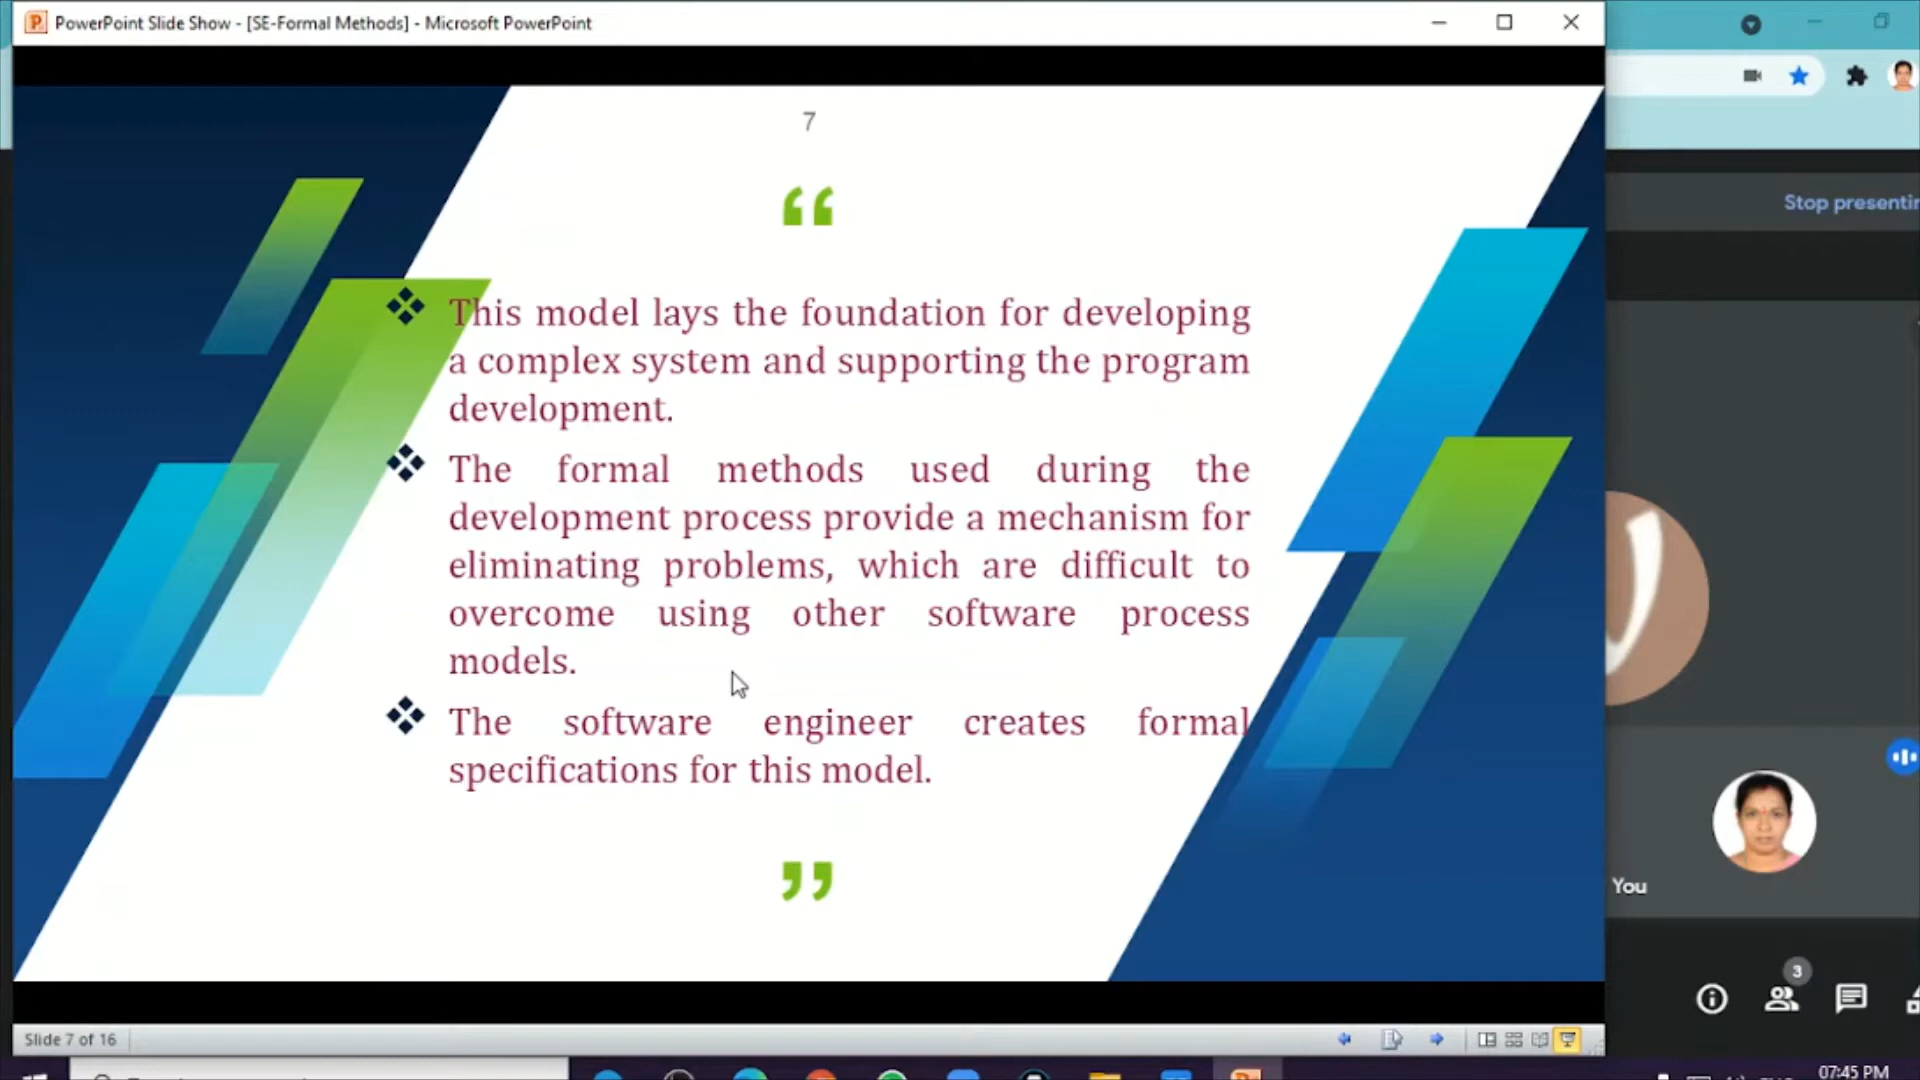 PowerPoint Slide Show - [SE-Formal Methods] - Microsoft PowerPoint
7
“
❖ This model lays the foundation for developing
a complex system and supporting the program
development.
❖ The formal methods used during the
development process provide a mechanism for
eliminating problems, which are difficult to
overcome using other software process
models.
❖ The software engineer creates formal
specifications for this model.
”
Stop
You
3
Slide 7 of 16
07:45 PM